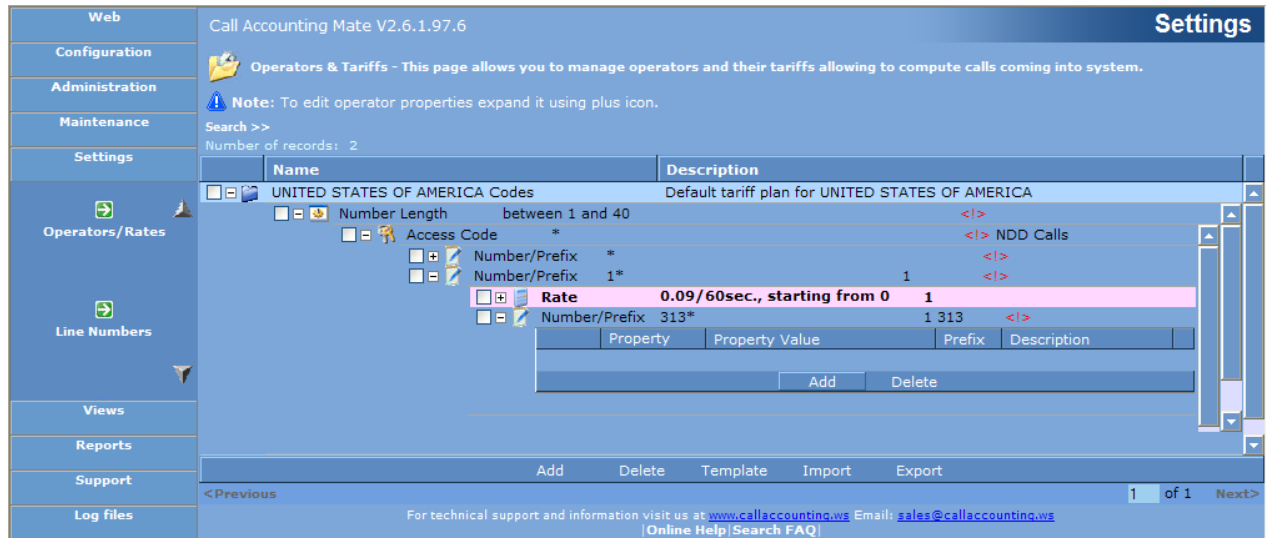 Web
Configuration
Administration
Maintenance
Settings
Operators/Rates
Line Numbers
Views
Reports
Support
Log files
Call Accounting Mate V2.6.1.97.6
Settings
Operators & Tariffs - This page allows you to manage operators and their tariffs allowing to compute calls coming into system.
Note: To edit operator properties expand it using plus icon.
Search >>
Number of records: 2
Name Description
UNITED STATES OF AMERICA Codes Default tariff plan for UNITED STATES OF AMERICA
Number Length between 1 and 40 <!>
Access Code * <!> NDD Calls
Number/Prefix * <!>
Number/Prefix 1* 1 <!>
Rate 0.09/60sec., starting from 0 1
Number/Prefix 313* 1 313 <!>
Property Property Value Prefix Description
Add Delete
Add Delete Template Import Export
<Previous 1 of 1 Next>
For technical support and information visit us at www.callaccounting.ws Email: sales@callaccounting.ws
|Online Help|Search FAQ|